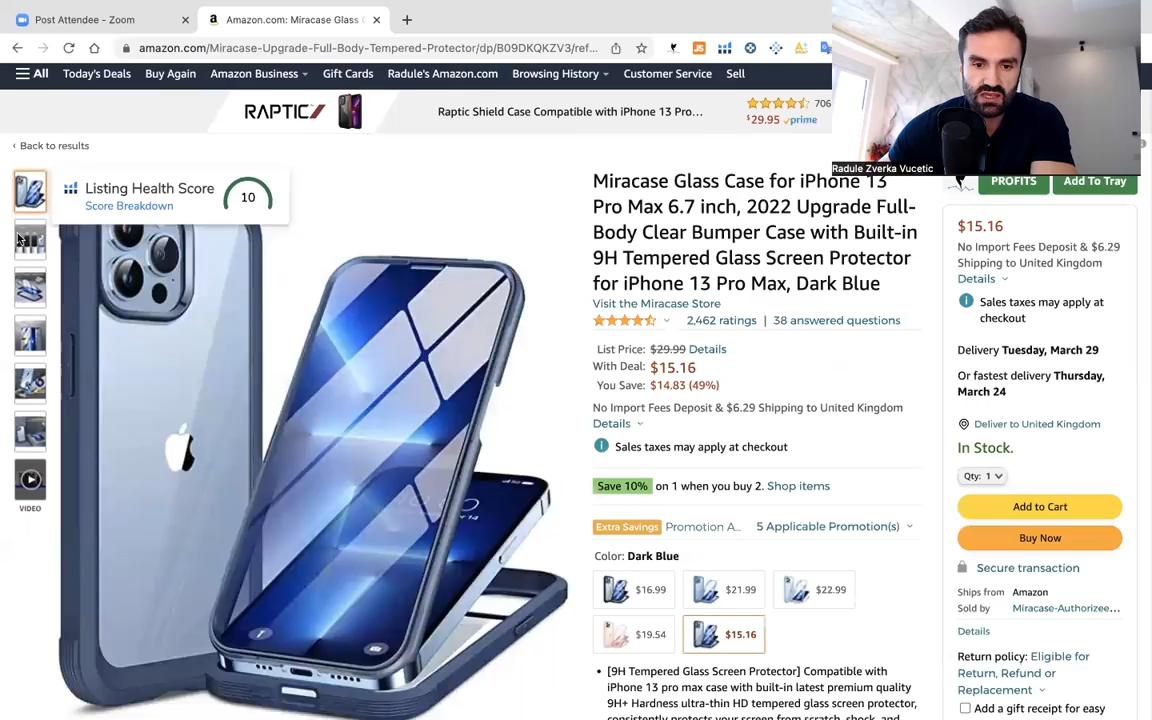 Post Attendee - Zoom
Amazon.com: Miracase Glass C
amazon.com/Miracase-Upgrade-Full-Body-Tempered-Protector/dp/B09DKQKZV3/ref...
All Today's Deals Buy Again Amazon Business Gift Cards Radule's Amazon.com Browsing History Customer Service Sell
RAPTIC
Raptic Shield Case Compatible with iPhone 13 Pro...
706
$29.95 prime
Radule Zverka Vucetic
‹ Back to results
Listing Health Score
Score Breakdown
10
VIDEO
Miracase Glass Case for iPhone 13
Pro Max 6.7 inch, 2022 Upgrade Full-
Body Clear Bumper Case with Built-in
9H Tempered Glass Screen Protector
for iPhone 13 Pro Max, Dark Blue
Visit the Miracase Store
2,462 ratings | 38 answered questions
List Price: $29.99 Details
With Deal: $15.16
You Save: $14.83 (49%)
No Import Fees Deposit & $6.29 Shipping to United Kingdom
Details
Sales taxes may apply at checkout
Save 10% on 1 when you buy 2. Shop items
Extra Savings Promotion A... 5 Applicable Promotion(s)
Color: Dark Blue
$16.99 $21.99 $22.99
$19.54 $15.16
• [9H Tempered Glass Screen Protector] Compatible with
iPhone 13 pro max case with built-in latest premium quality
9H+ Hardness ultra-thin HD tempered glass screen protector,
consistently protects your screen from scratch, shock, and
PROFITS Add To Tray
$15.16
No Import Fees Deposit & $6.29
Shipping to United Kingdom
Details
Sales taxes may apply at
checkout
Delivery Tuesday, March 29
Or fastest delivery Thursday,
March 24
Deliver to United Kingdom
In Stock.
Qty: 1
Add to Cart
Buy Now
Secure transaction
Ships from Amazon
Sold by Miracase-Authorizee...
Details
Return policy: Eligible for
Return, Refund or
Replacement
Add a gift receipt for easy